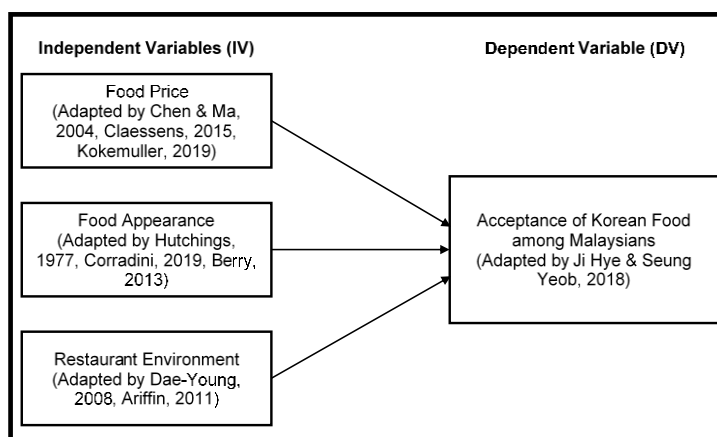 Independent Variables (IV)
Dependent Variable (DV)
Food Price
(Adapted by Chen & Ma,
2004, Claessens, 2015,
Kokemuller, 2019)
Food Appearance
(Adapted by Hutchings,
1977, Corradini, 2019, Berry,
2013)
Restaurant Environment
(Adapted by Dae-Young,
2008, Ariffin, 2011)
Acceptance of Korean Food
among Malaysians
(Adapted by Ji Hye & Seung
Yeob, 2018)